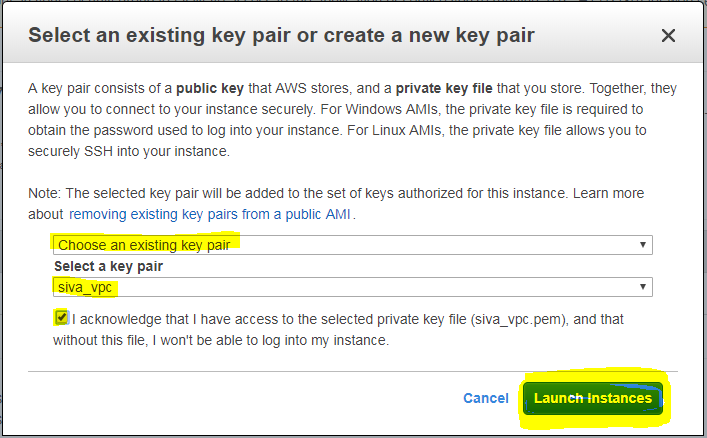 Select an existing key pair or create a new key pair
A key pair consists of a public key that AWS stores, and a private key file that you store. Together, they
allow you to connect to your instance securely. For Windows AMIs, the private key file is required to
obtain the password used to log into your instance. For Linux AMIs, the private key file allows you to
securely SSH into your instance.
Note: The selected key pair will be added to the set of keys authorized for this instance. Learn more
about removing existing key pairs from a public AMI.
Choose an existing key pair
Select a key pair
siva_vpc
I acknowledge that I have access to the selected private key file (siva_vpc.pem), and that
without this file, I won't be able to log into my instance.
Cancel Launch Instances